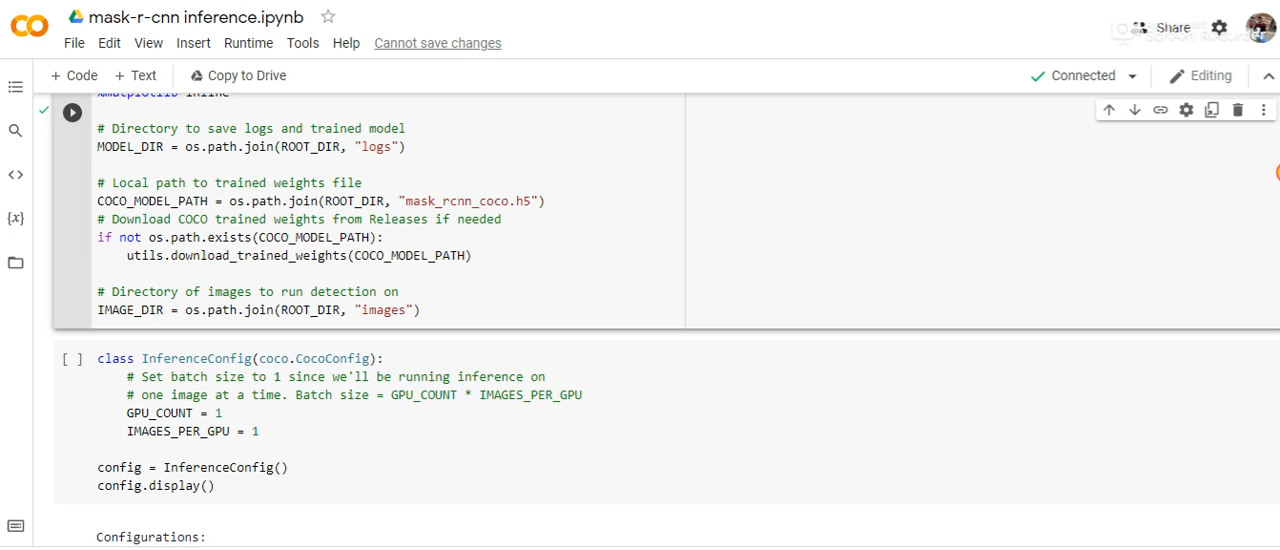 mask-r-cnn inference.ipynb
File Edit View Insert Runtime Tools Help Cannot save changes
Share
+ Code + Text Copy to Drive
Connected Editing
%matplotlib inline
# Directory to save logs and trained model
MODEL_DIR = os.path.join(ROOT_DIR, "logs")
# Local path to trained weights file
COCO_MODEL_PATH = os.path.join(ROOT_DIR, "mask_rcnn_coco.h5")
# Download COCO trained weights from Releases if needed
if not os.path.exists(COCO_MODEL_PATH):
utils.download_trained_weights(COCO_MODEL_PATH)
# Directory of images to run detection on
IMAGE_DIR = os.path.join(ROOT_DIR, "images")
[ ] class InferenceConfig(coco.CocoConfig):
# Set batch size to 1 since we'll be running inference on
# one image at a time. Batch size = GPU_COUNT * IMAGES_PER_GPU
GPU_COUNT = 1
IMAGES_PER_GPU = 1
config = InferenceConfig()
config.display()
Configurations: